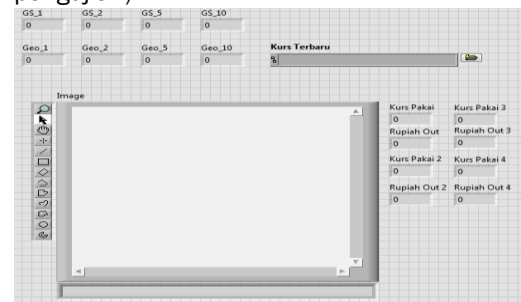 GS_1 GS_2 GS_5 GS_10
0 0 0 0
Geo_1 Geo_2 Geo_5 Geo_10 Kurs Terbaru
0 0 0 0
Image
Kurs Pakai Kurs Pakai 3
0 0
Rupiah Out Rupiah Out 3
0 0
Kurs Pakai 2 Kurs Pakai 4
0 0
Rupiah Out 2 Rupiah Out 4
0 0